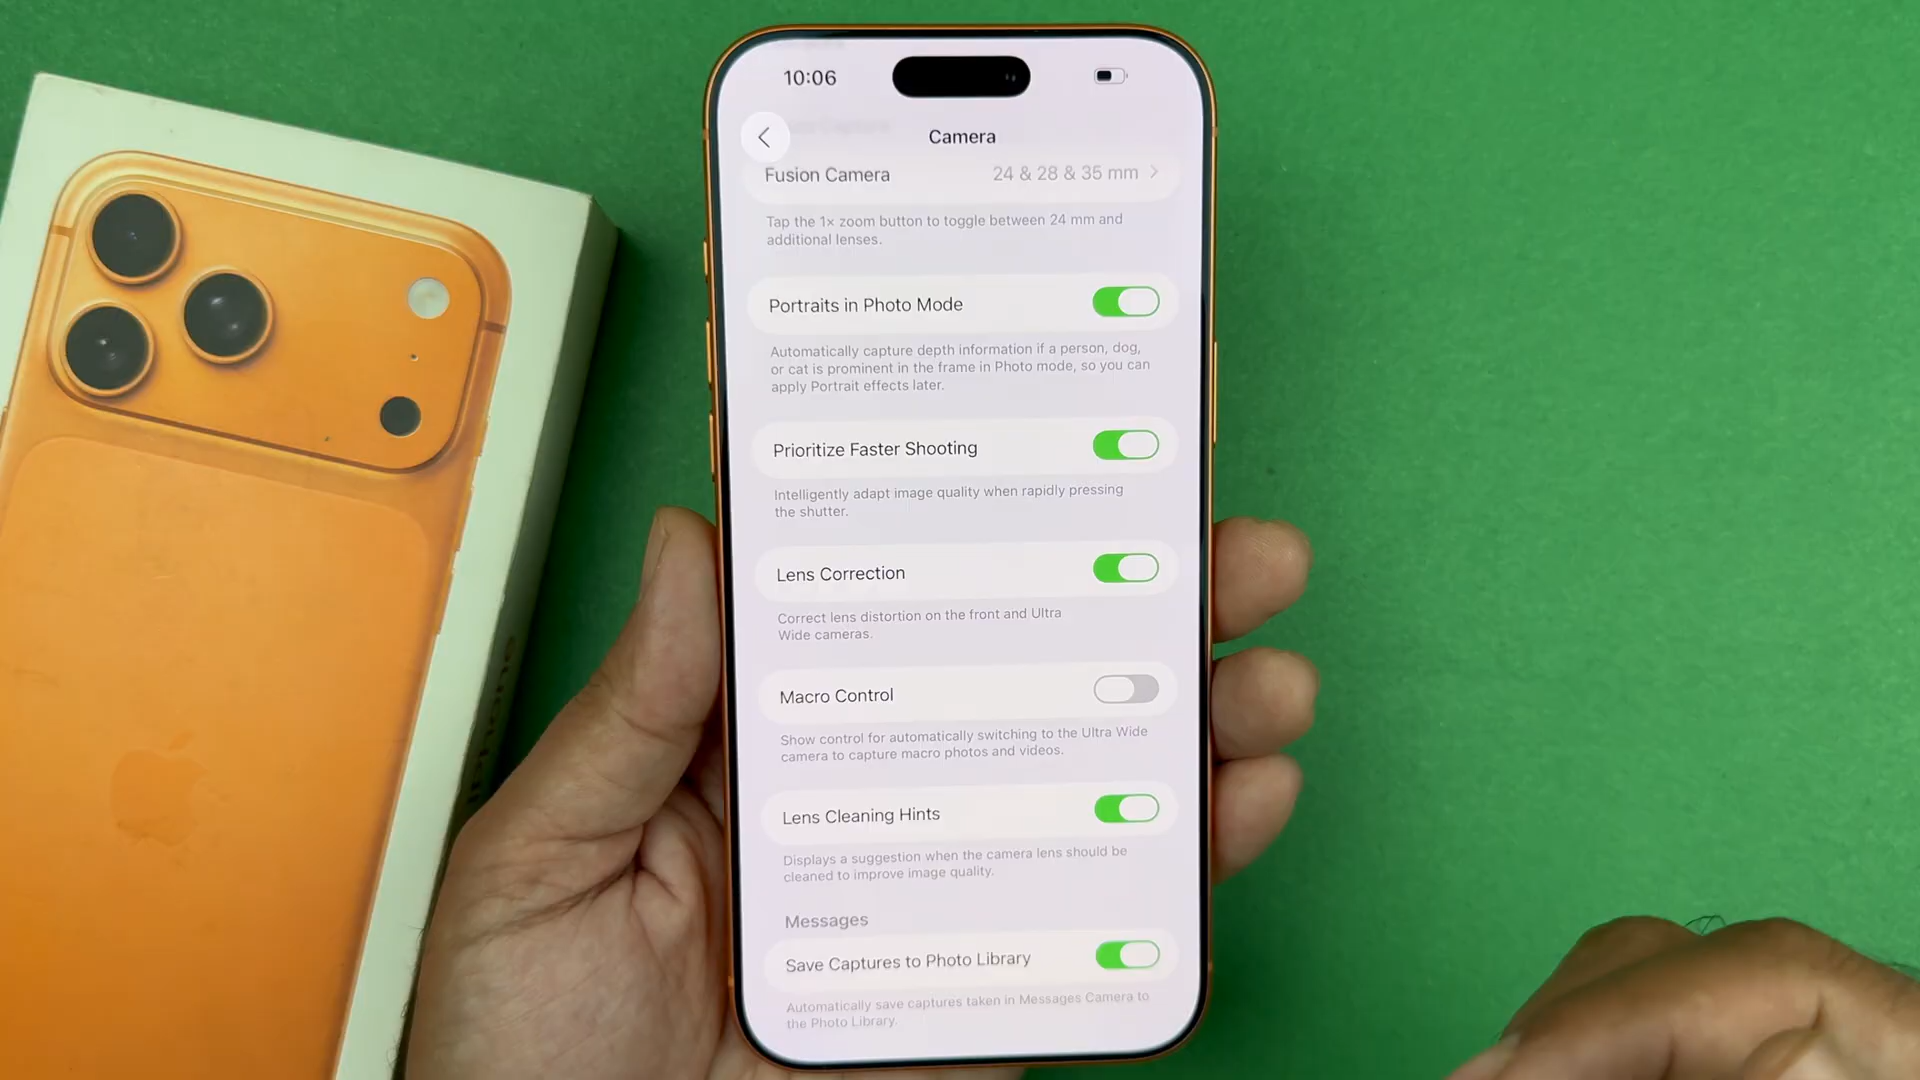 10:06
Camera
Fusion Camera 24 & 28 & 35 mm
Tap the 1× zoom button to toggle between 24 mm and
additional lenses.
Portraits in Photo Mode
Automatically capture depth information if a person, dog,
or cat is prominent in the frame in Photo mode, so you can
apply Portrait effects later.
Prioritize Faster Shooting
Intelligently adapt image quality when rapidly pressing
the shutter.
Lens Correction
Correct lens distortion on the front and Ultra
Wide cameras.
Macro Control
Show control for automatically switching to the Ultra Wide
camera to capture macro photos and videos.
Lens Cleaning Hints
Displays a suggestion when the camera lens should be
cleaned to improve image quality.
Messages
Save Captures to Photo Library
Automatically save captures taken in Messages Camera to
the Photo Library.